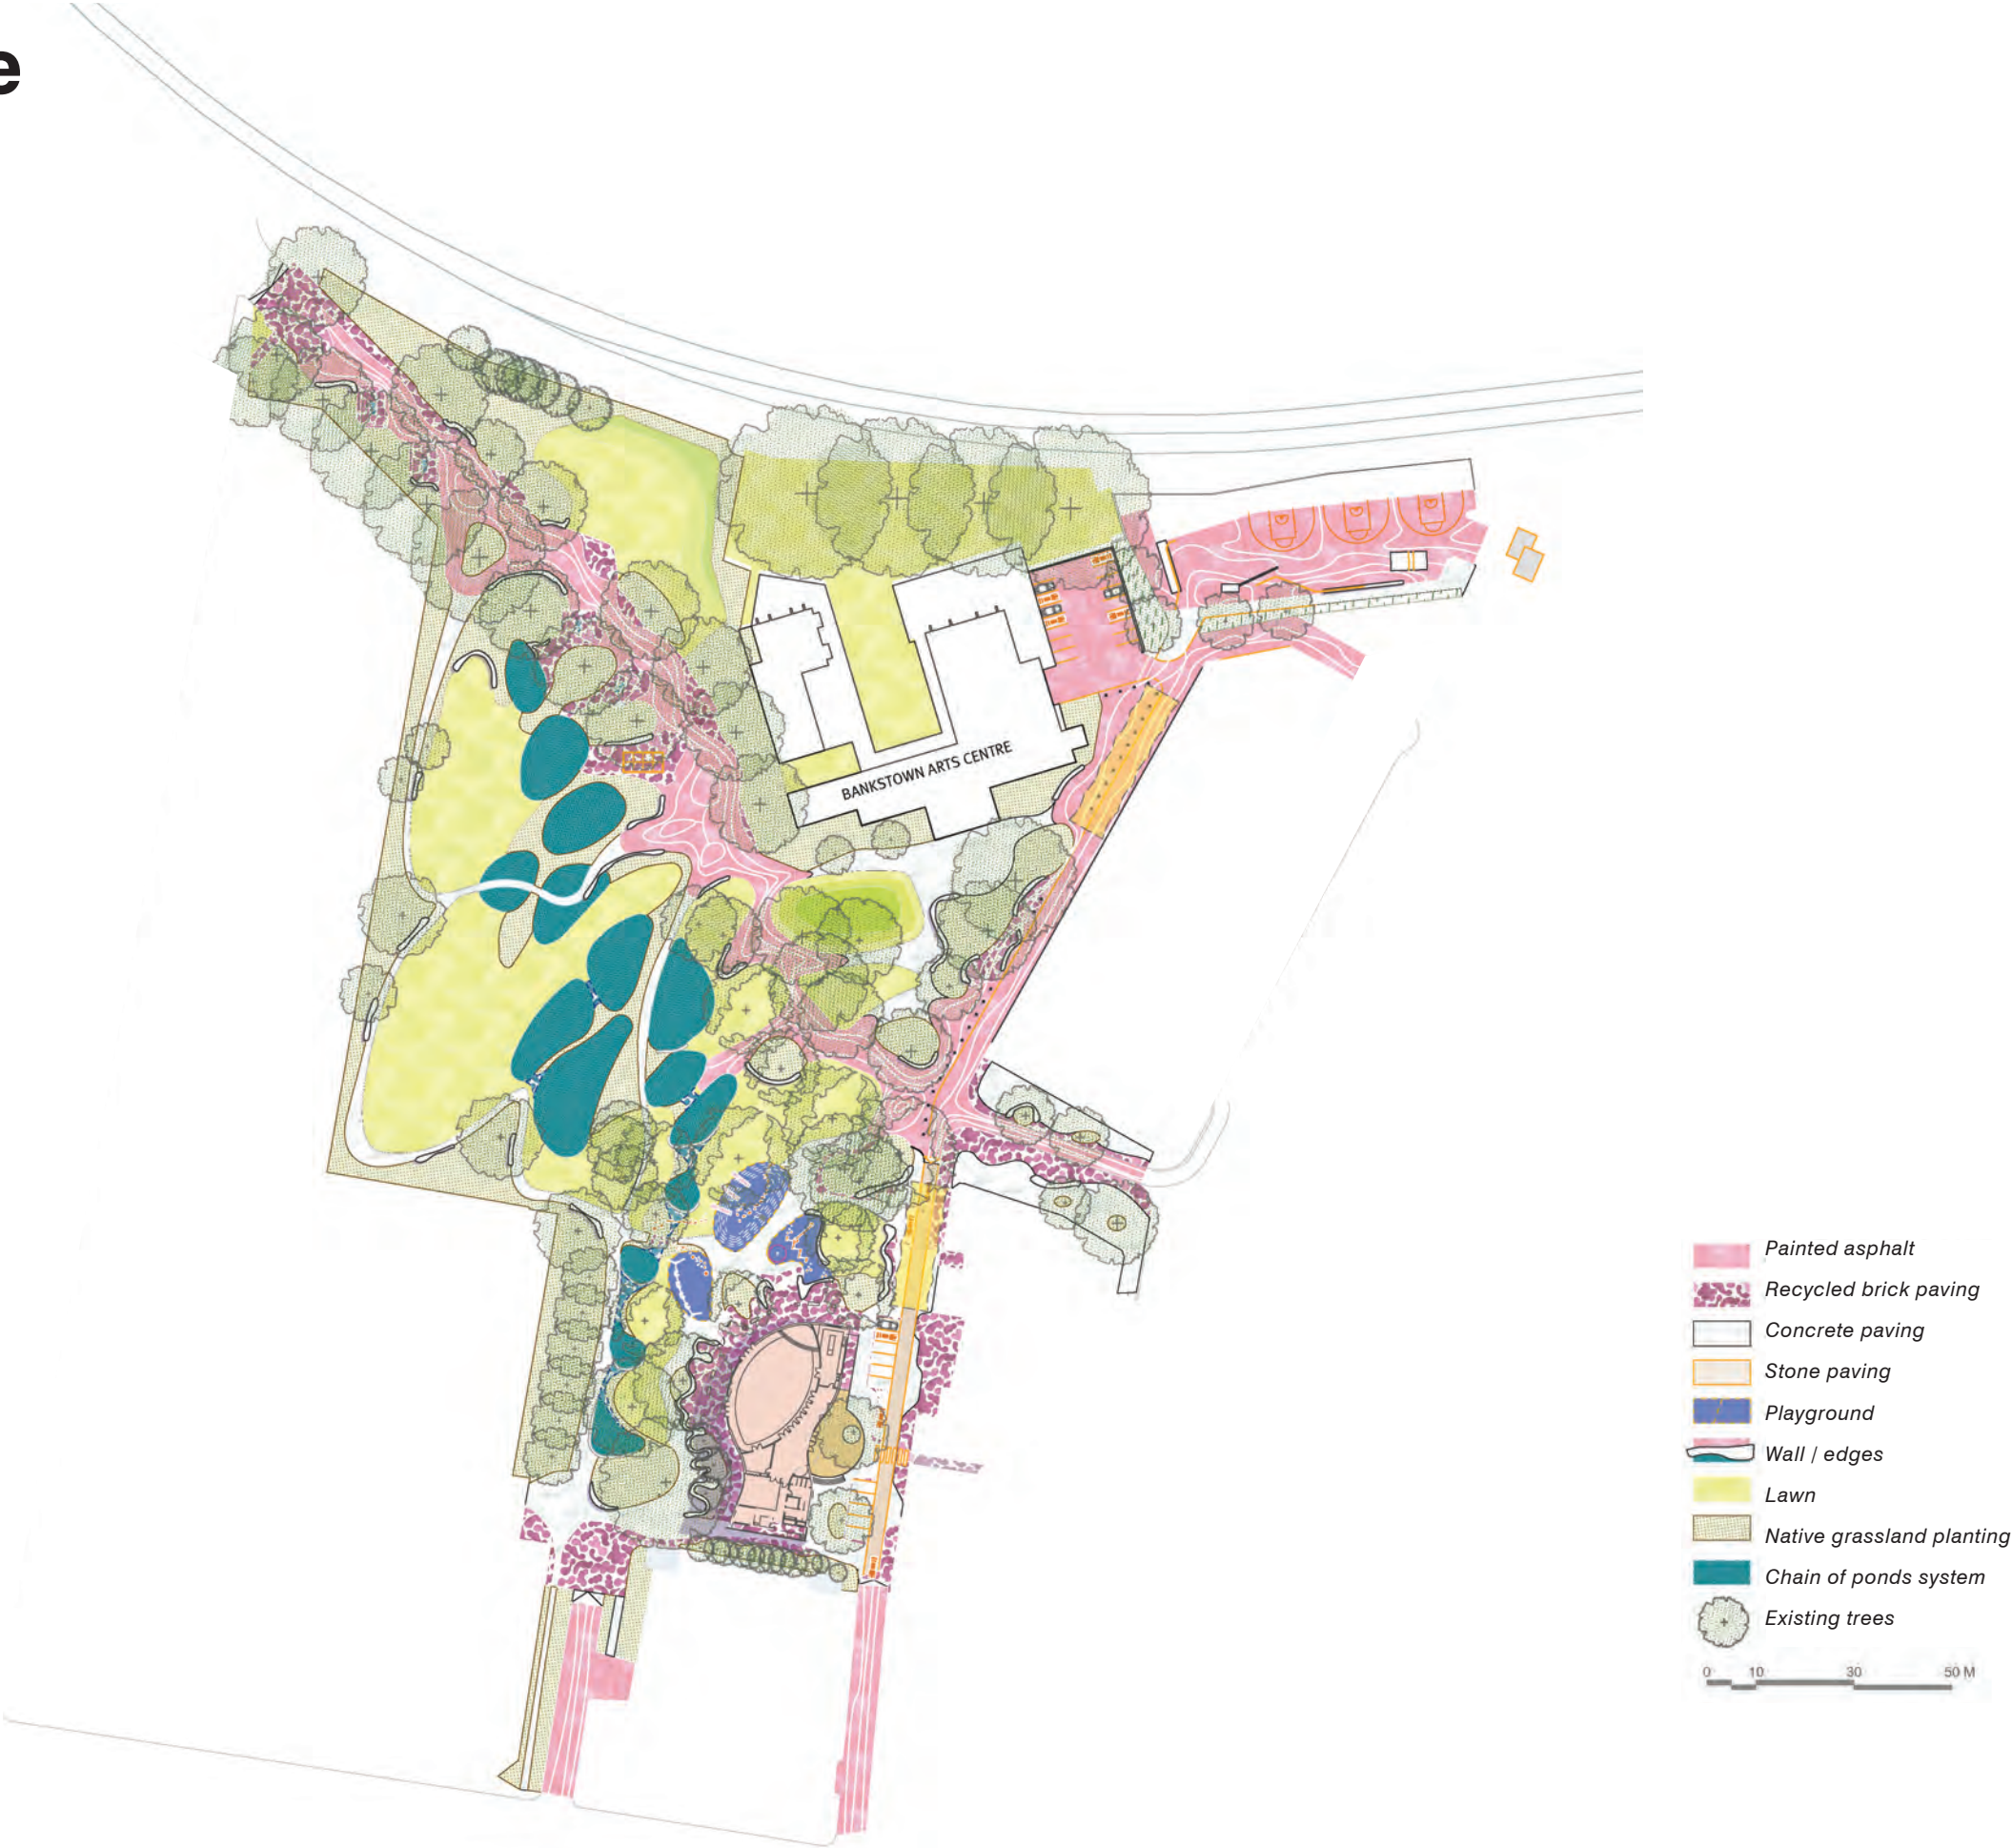 e
BANKSTOWN ARTS CENTRE
Painted asphalt
Recycled brick paving
Concrete paving
Stone paving
Playground
Wall / edges
Lawn
Native grassland planting
Chain of ponds system
Existing trees
0 10 30 50 M